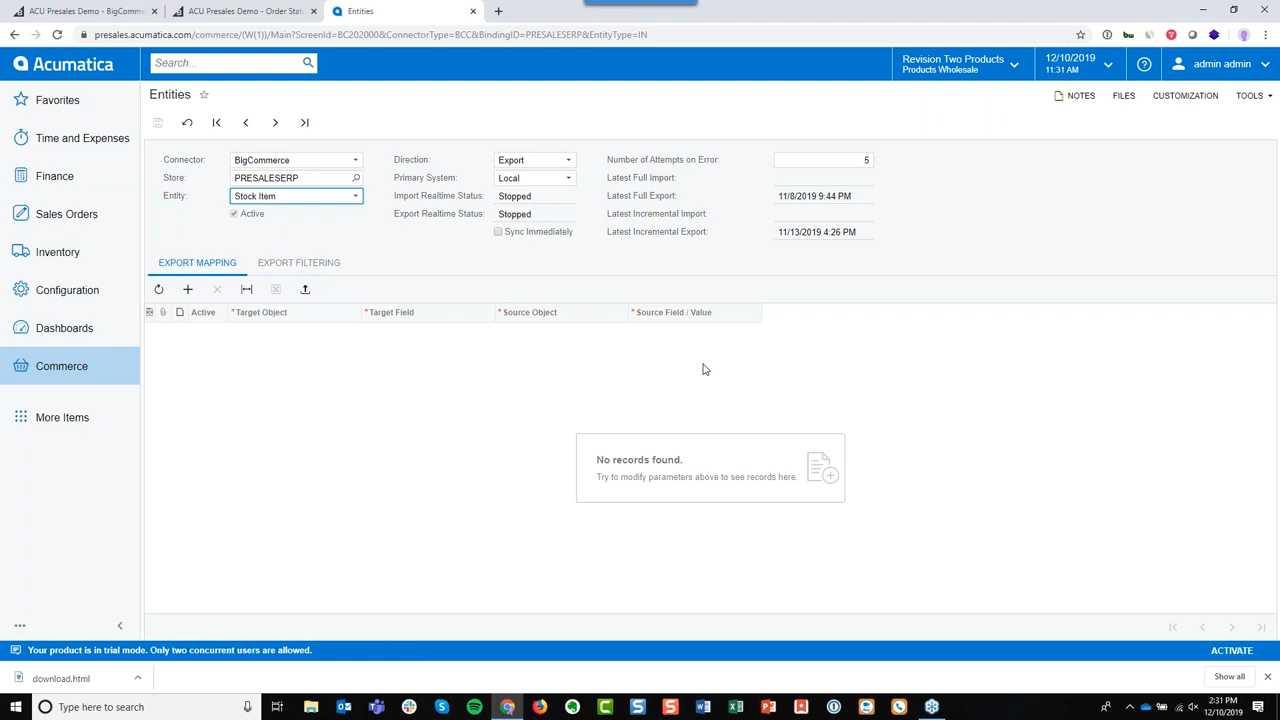 ACU Presales Demo - BigComme
ACU Presales Demo - Order Stat
Entities
presales.acumatica.com/commerce/(W(1))/Main?ScreenId=BC202000&ConnectorType=BCC&BindingID=PRESALESERP&EntityType=IN
Acumatica
Search...
Revision Two Products
Products Wholesale
12/10/2019
11:31 AM
admin admin
Favorites
Time and Expenses
Finance
Sales Orders
Inventory
Configuration
Dashboards
Commerce
More Items
Entities
NOTES FILES CUSTOMIZATION TOOLS
Connector: BigCommerce Direction: Export Number of Attempts on Error: 5
Store: PRESALESERP Primary System: Local Latest Full Import:
Entity: Stock Item Import Realtime Status: Stopped Latest Full Export: 11/8/2019 9:44 PM
Active Export Realtime Status: Stopped Latest Incremental Import:
Sync Immediately Latest Incremental Export: 11/13/2019 4:26 PM
EXPORT MAPPING EXPORT FILTERING
Active * Target Object * Target Field * Source Object * Source Field / Value
No records found.
Try to modify parameters above to see records here.
Your product is in trial mode. Only two concurrent users are allowed. ACTIVATE
download.html Show all
Type here to search
2:31 PM
12/10/2019